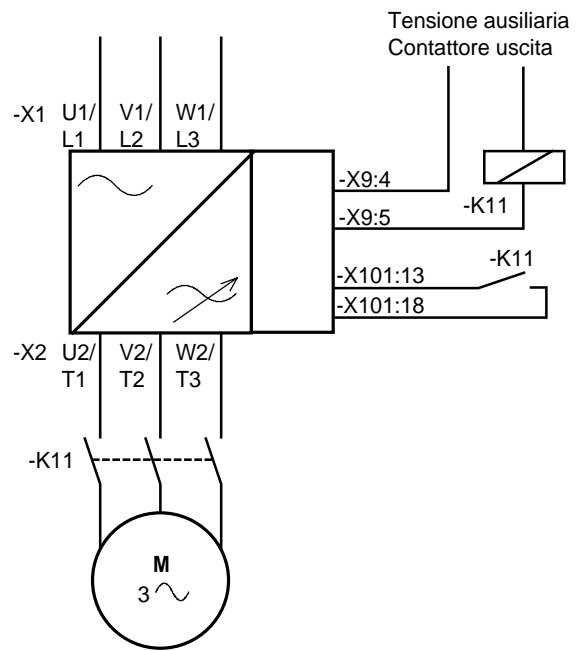 Tensione ausiliaria
Contattore uscita
-X1 U1/ V1/ W1/
L1 L2 L3
-X9:4
-X9:5
-K11
-K11
-X101:13
-X101:18
-X2 U2/ V2/ W2/
T1 T2 T3
-K11
M
3